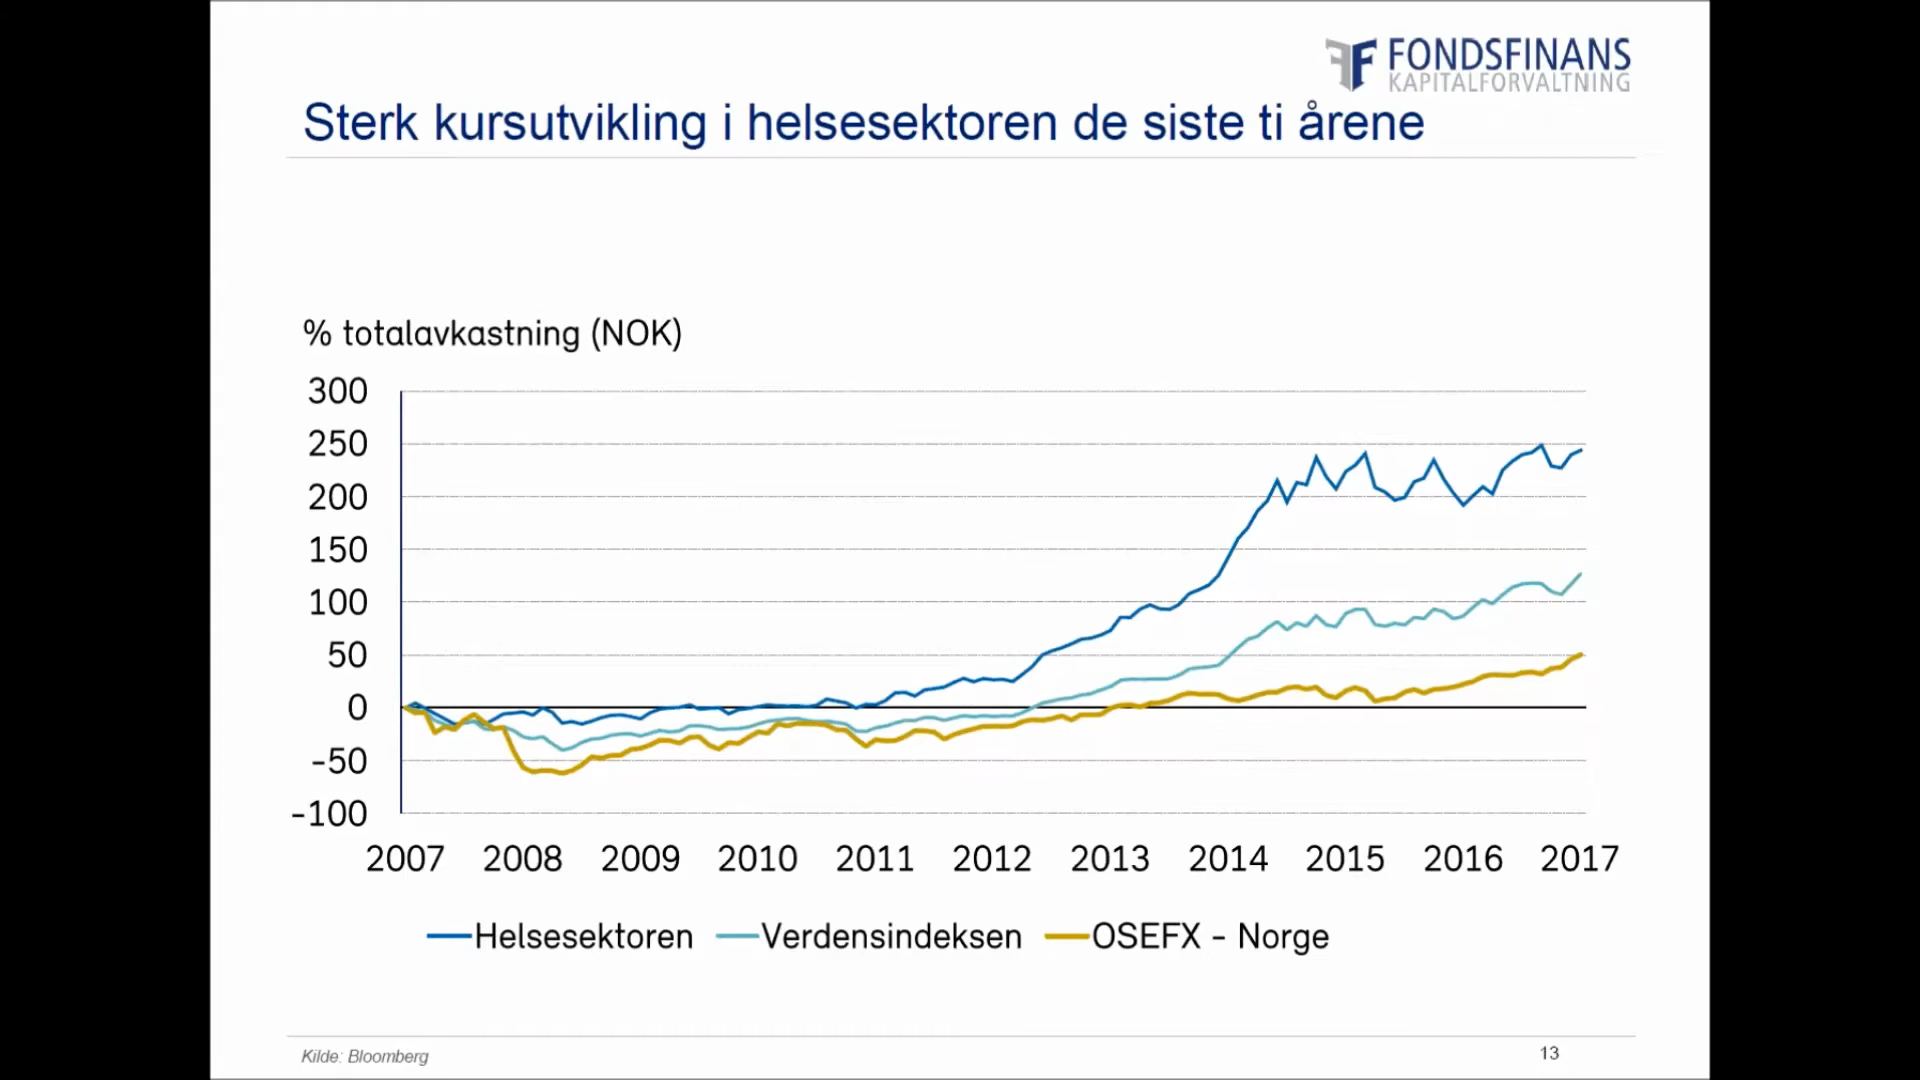 FONDSFINANS
KAPITALFORVALTNING
Sterk kursutvikling i helsesektoren de siste ti årene
% totalavkastning (NOK)
300
250
200
150
100
50
0
-50
-100
2007 2008 2009 2010 2011 2012 2013 2014 2015 2016 2017
Helsesektoren Verdensindeksen OSEFX - Norge
Kilde: Bloomberg
13